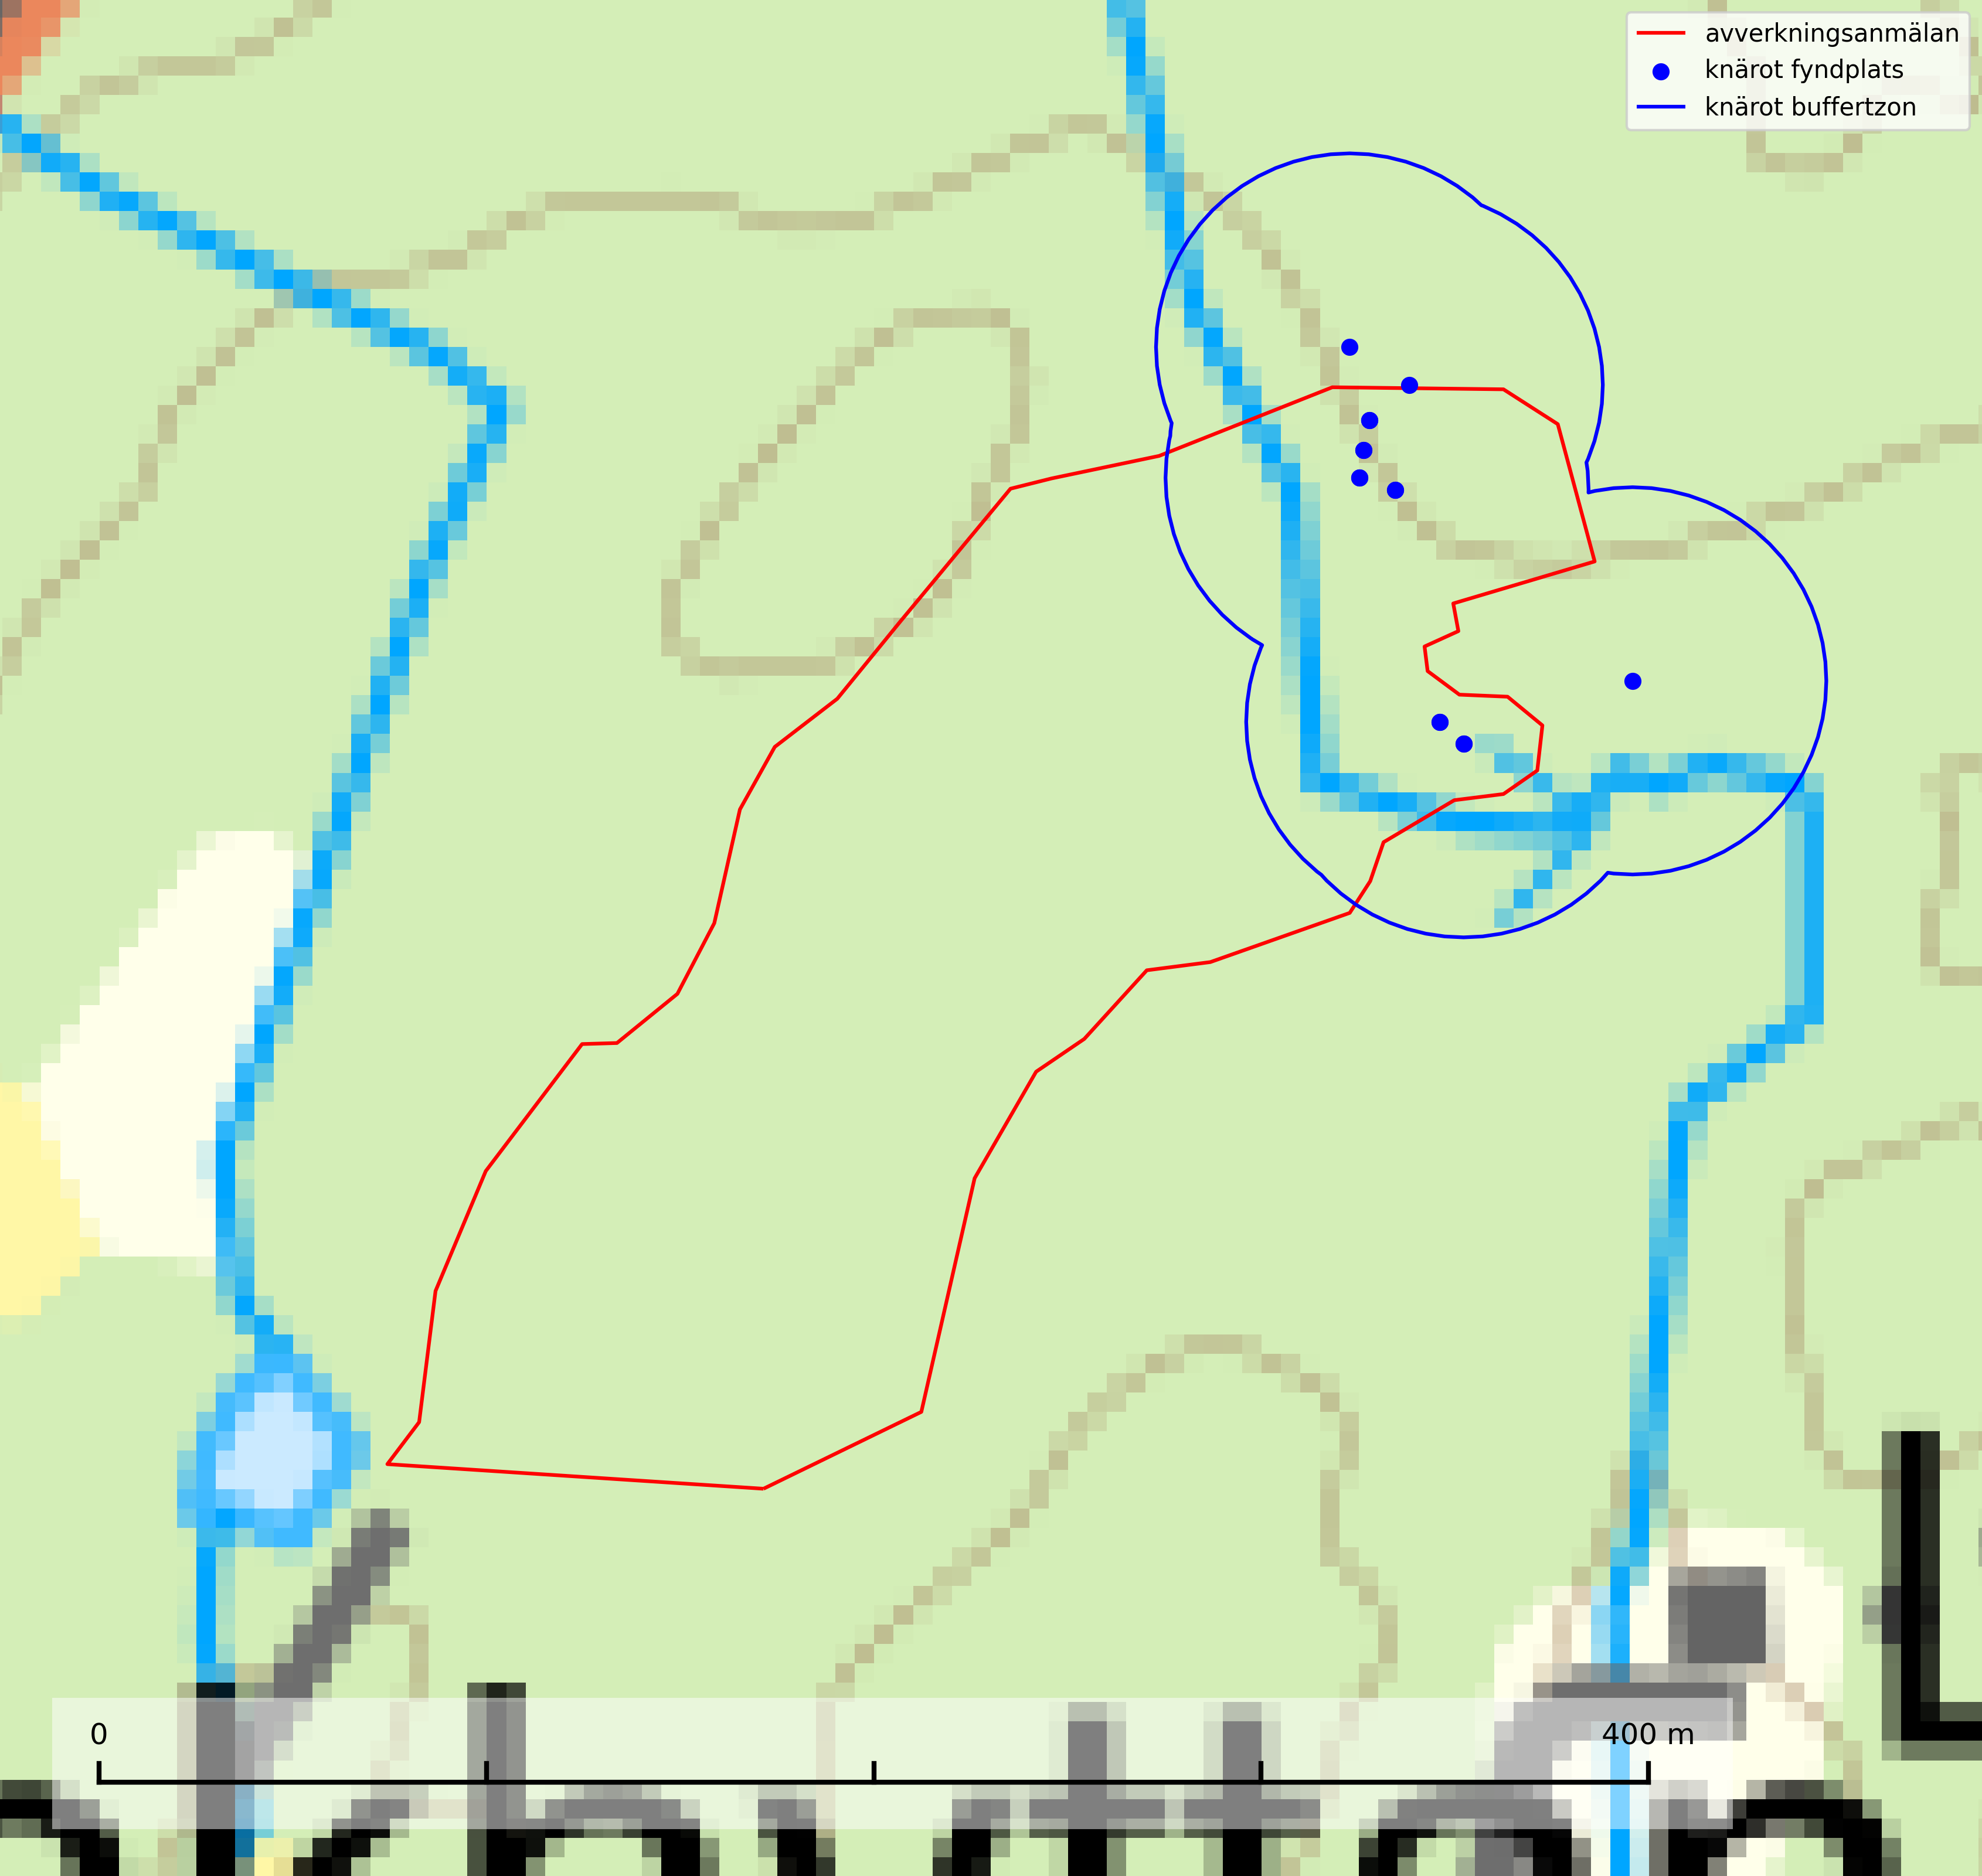 avverkningsanmälan
knärot fyndplats
knärot buffertzon
0
400 m